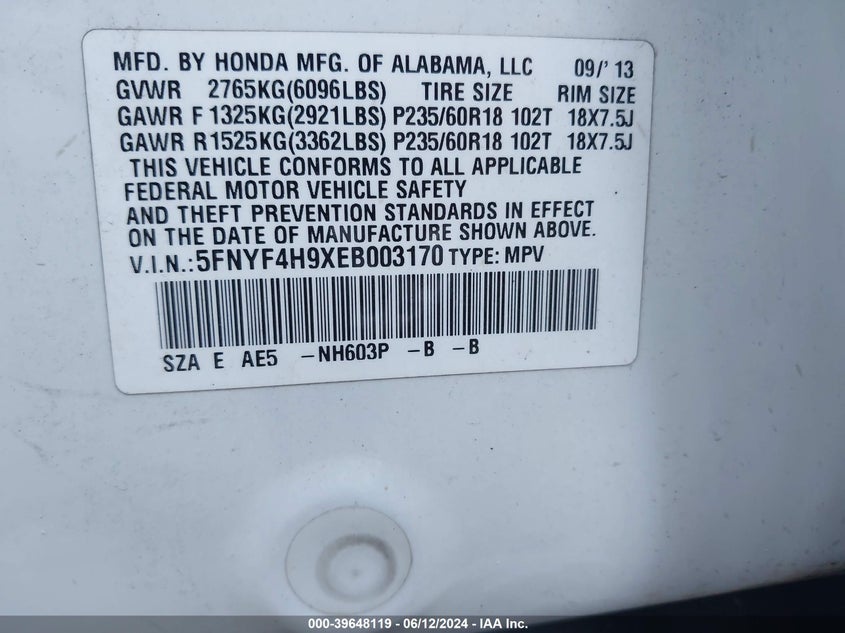 MFD. BY HONDA MFG. OF ALABAMA, LLC 09/' 13
GVWR 2765KG(6096LBS) TIRE SIZE RIM SIZE
GAWR F 1325KG(2921LBS) P235/60R18 102T 18X7.5J
GAWR R 1525KG(3362LBS) P235/60R18 102T 18X7.5J
THIS VEHICLE CONFORMS TO ALL APPLICABLE
FEDERAL MOTOR VEHICLE SAFETY
AND THEFT PREVENTION STANDARDS IN EFFECT
ON THE DATE OF MANUFACTURE SHOWN ABOVE.
V.I.N.: 5FNYF4H9XEB003170 TYPE: MPV
SZA E AE5 -NH603P -B -B
000-39648119 - 06/12/2024 - IAA Inc.